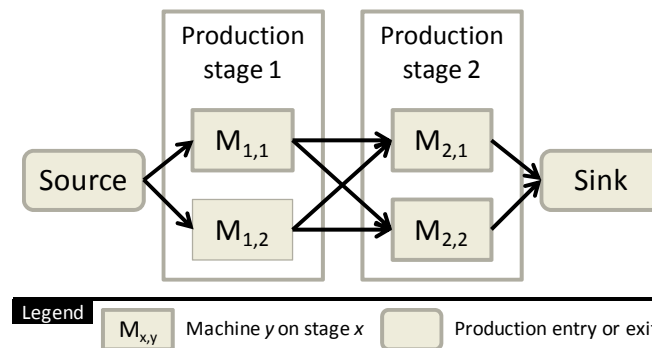 Production
stage 1
Production
stage 2
M1,1
M2,1
Source
Sink
M1,2
M2,2
Legend
Mx,y
Machine y on stage x
Production entry or exi